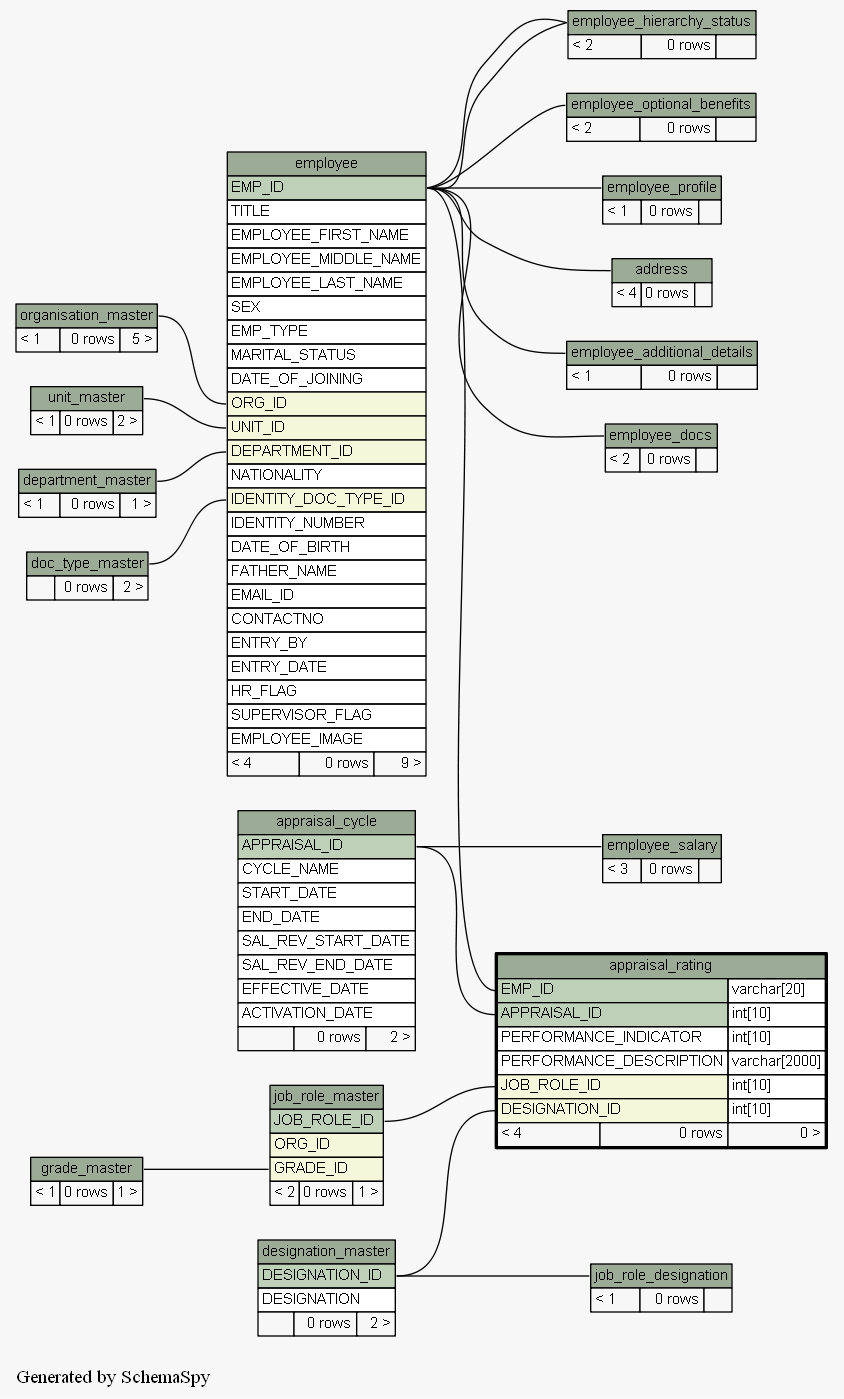 employee_hierarchy_status
< 2 0 rows
employee_optional_benefits
< 2 0 rows
employee_profile
< 1 0 rows
address
< 4 0 rows
employee_additional_details
< 1 0 rows
employee_docs
< 2 0 rows
employee
EMP_ID
TITLE
EMPLOYEE_FIRST_NAME
EMPLOYEE_MIDDLE_NAME
EMPLOYEE_LAST_NAME
SEX
EMP_TYPE
MARITAL_STATUS
DATE_OF_JOINING
ORG_ID
UNIT_ID
DEPARTMENT_ID
NATIONALITY
IDENTITY_DOC_TYPE_ID
IDENTITY_NUMBER
DATE_OF_BIRTH
FATHER_NAME
EMAIL_ID
CONTACTNO
ENTRY_BY
ENTRY_DATE
HR_FLAG
SUPERVISOR_FLAG
EMPLOYEE_IMAGE
< 4 0 rows 9 >
organisation_master
< 1 0 rows 5 >
unit_master
< 1 0 rows 2 >
department_master
< 1 0 rows 1 >
doc_type_master
0 rows 2 >
appraisal_cycle
APPRAISAL_ID
CYCLE_NAME
START_DATE
END_DATE
SAL_REV_START_DATE
SAL_REV_END_DATE
EFFECTIVE_DATE
ACTIVATION_DATE
0 rows 2 >
employee_salary
< 3 0 rows
appraisal_rating
EMP_ID varchar[20]
APPRAISAL_ID int[10]
PERFORMANCE_INDICATOR int[10]
PERFORMANCE_DESCRIPTION varchar[2000]
JOB_ROLE_ID int[10]
DESIGNATION_ID int[10]
< 4 0 rows 0 >
job_role_master
JOB_ROLE_ID
ORG_ID
GRADE_ID
< 2 0 rows 1 >
grade_master
< 1 0 rows 1 >
designation_master
DESIGNATION_ID
DESIGNATION
0 rows 2 >
job_role_designation
< 1 0 rows
Generated by SchemaSpy